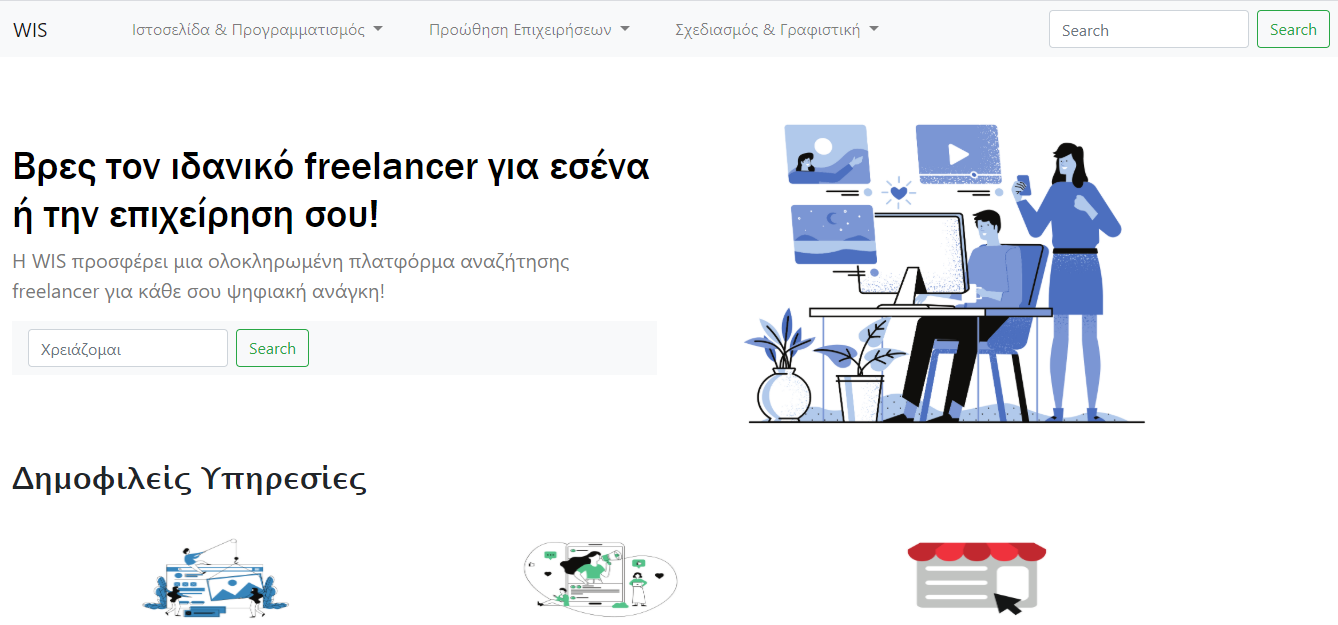 WIS Ιστοσελίδα & Προγραμματισμός Προώθηση Επιχειρήσεων Σχεδιασμός & Γραφιστική Search Search
Βρες τον ιδανικό freelancer για εσένα
ή την επιχείρηση σου!
Η WIS προσφέρει μια ολοκληρωμένη πλατφόρμα αναζήτησης
freelancer για κάθε σου ψηφιακή ανάγκη!
Χρειάζομαι Search
Δημοφιλείς Υπηρεσίες